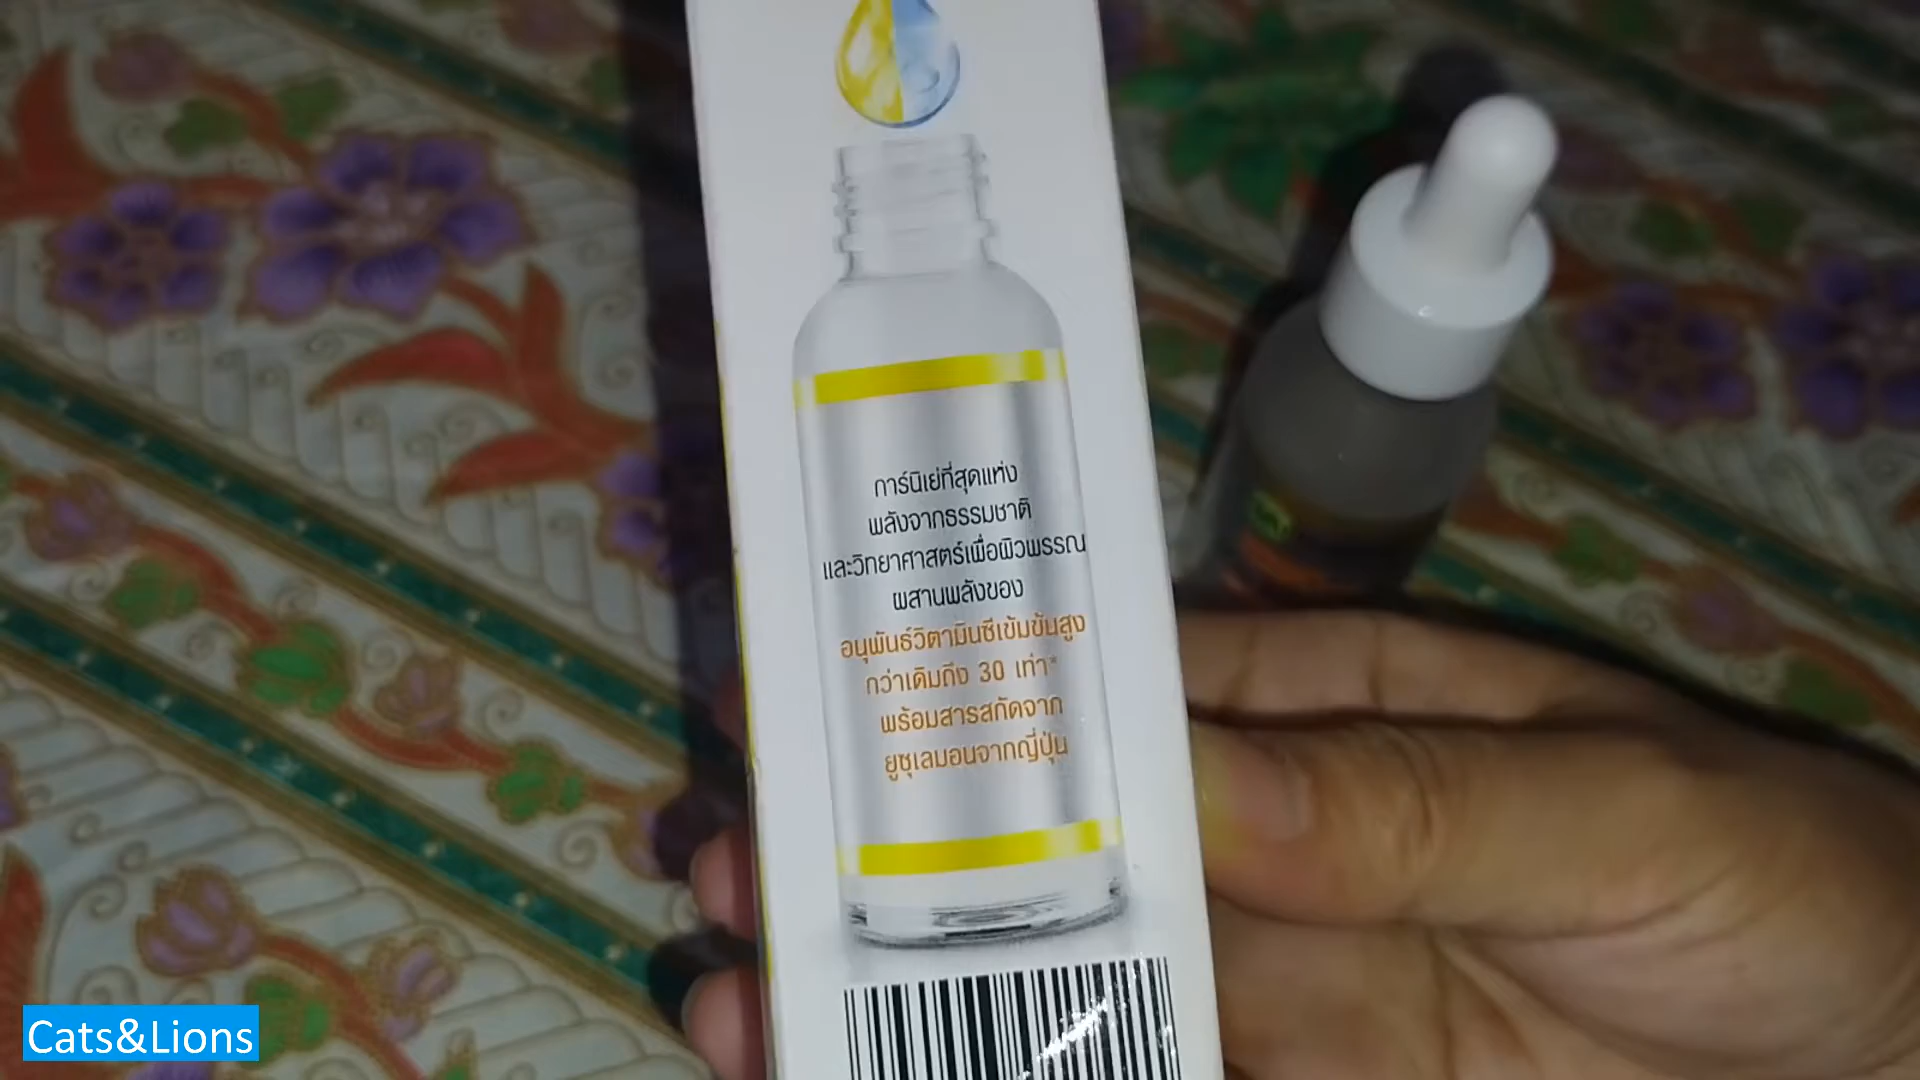 การ์นิเย่ที่สุดแห่ง
พลังจากธรรมชาติ
และวิทยาศาสตร์เพื่อผิวพรรณ
ผสานพลังของ
อนุพันธ์วิตามินซีเข้มข้นสูง
กว่าเดิมถึง 30 เท่า*
พร้อมสารสกัดจาก
ยูซุเลมอนจากญี่ปุ่น
Cats&Lions